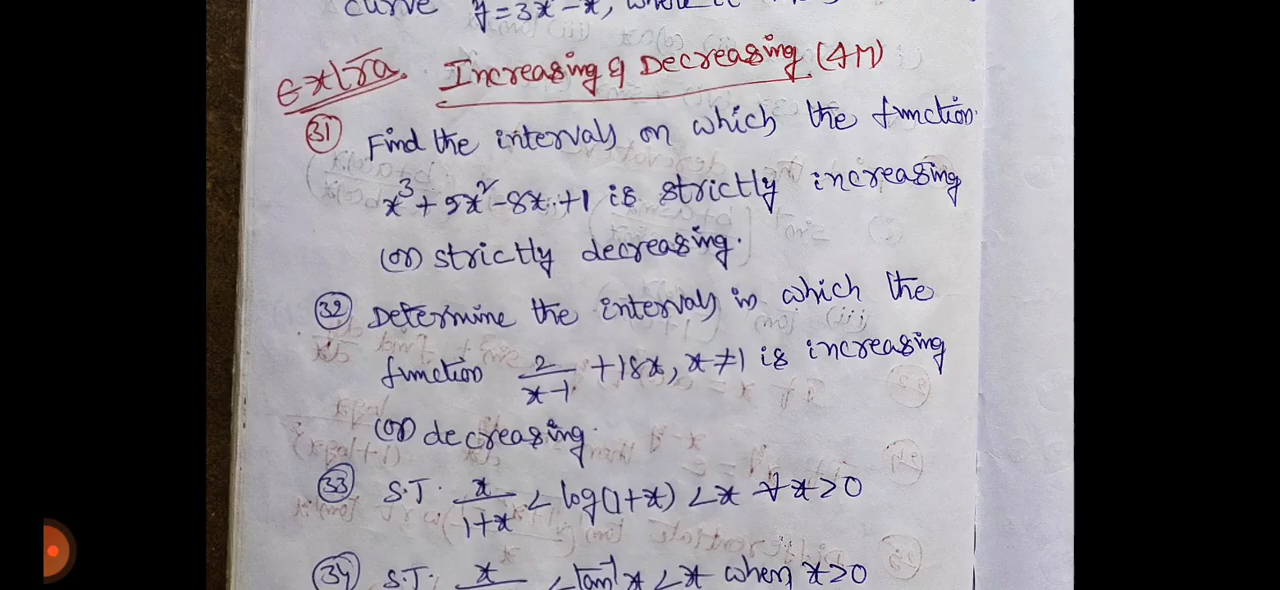 curve y=3x-x,
Extra. Increasing & Decreasing (4M)
(31) Find the intervals on which the function
x³+5x²-8x+1 is strictly increasing
(or) strictly decreasing.
(32) Determine the intervals in which the
function 2/(x-1) +18x, x≠1 is increasing
(or) decreasing.
(33) S.T. x/(1+x) < log(1+x) < x ∀ x>0
(34) S.T. x < tan⁻¹x < x when x>0